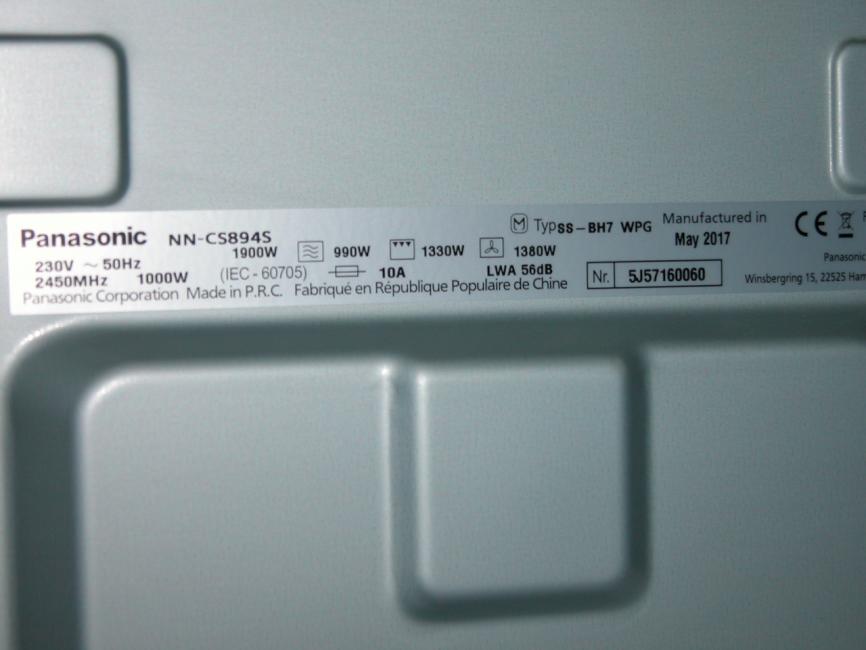 Panasonic NN-CS894S
1900W 990W 1330W 1380W
230V ~ 50Hz
2450MHz 1000W (IEC - 60705) 10A LWA 56dB
Panasonic Corporation Made in P.R.C. Fabriqué en République Populaire de Chine
M Typ SS-BH7 WPG
Nr. 5J57160060
Manufactured in
May 2017
CE
Panasonic
Winsbergring 15, 22525